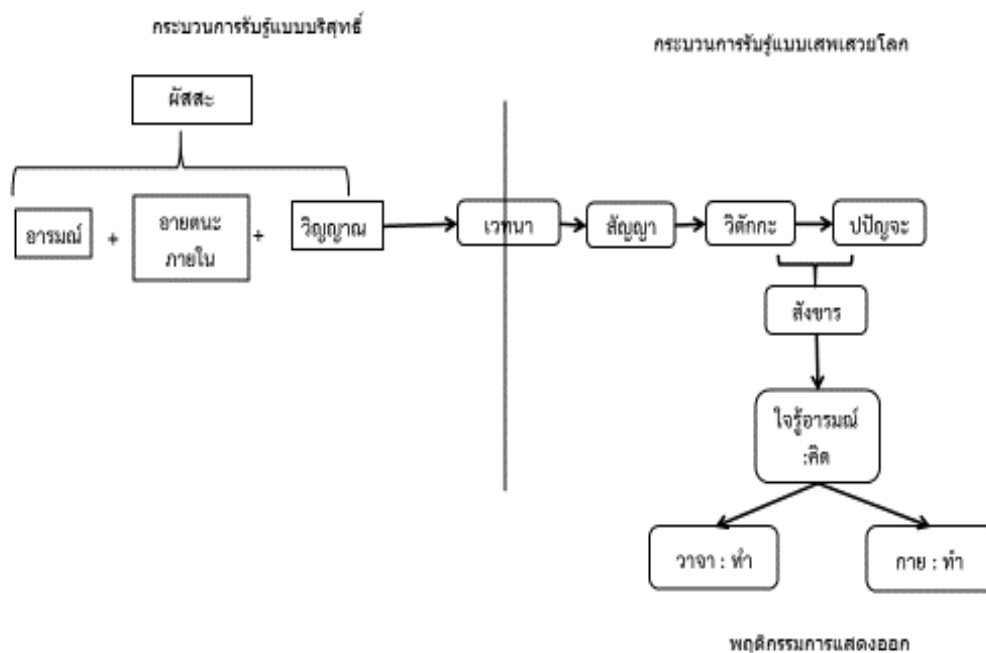 กระบวนการรับรู้แบบบริสุทธิ์
กระบวนการรับรู้แบบเสพเสวยโลก
ผัสสะ
อารมณ์
+
อายตนะ
ภายใน
+
วิญญาณ
เวทนา
สัญญา
วิตักกะ
ปปัญจะ
สังขาร
ใจรู้อารมณ์
:คิด
วาจา : ทำ
กาย : ทำ
พฤติกรรมการแสดงออก